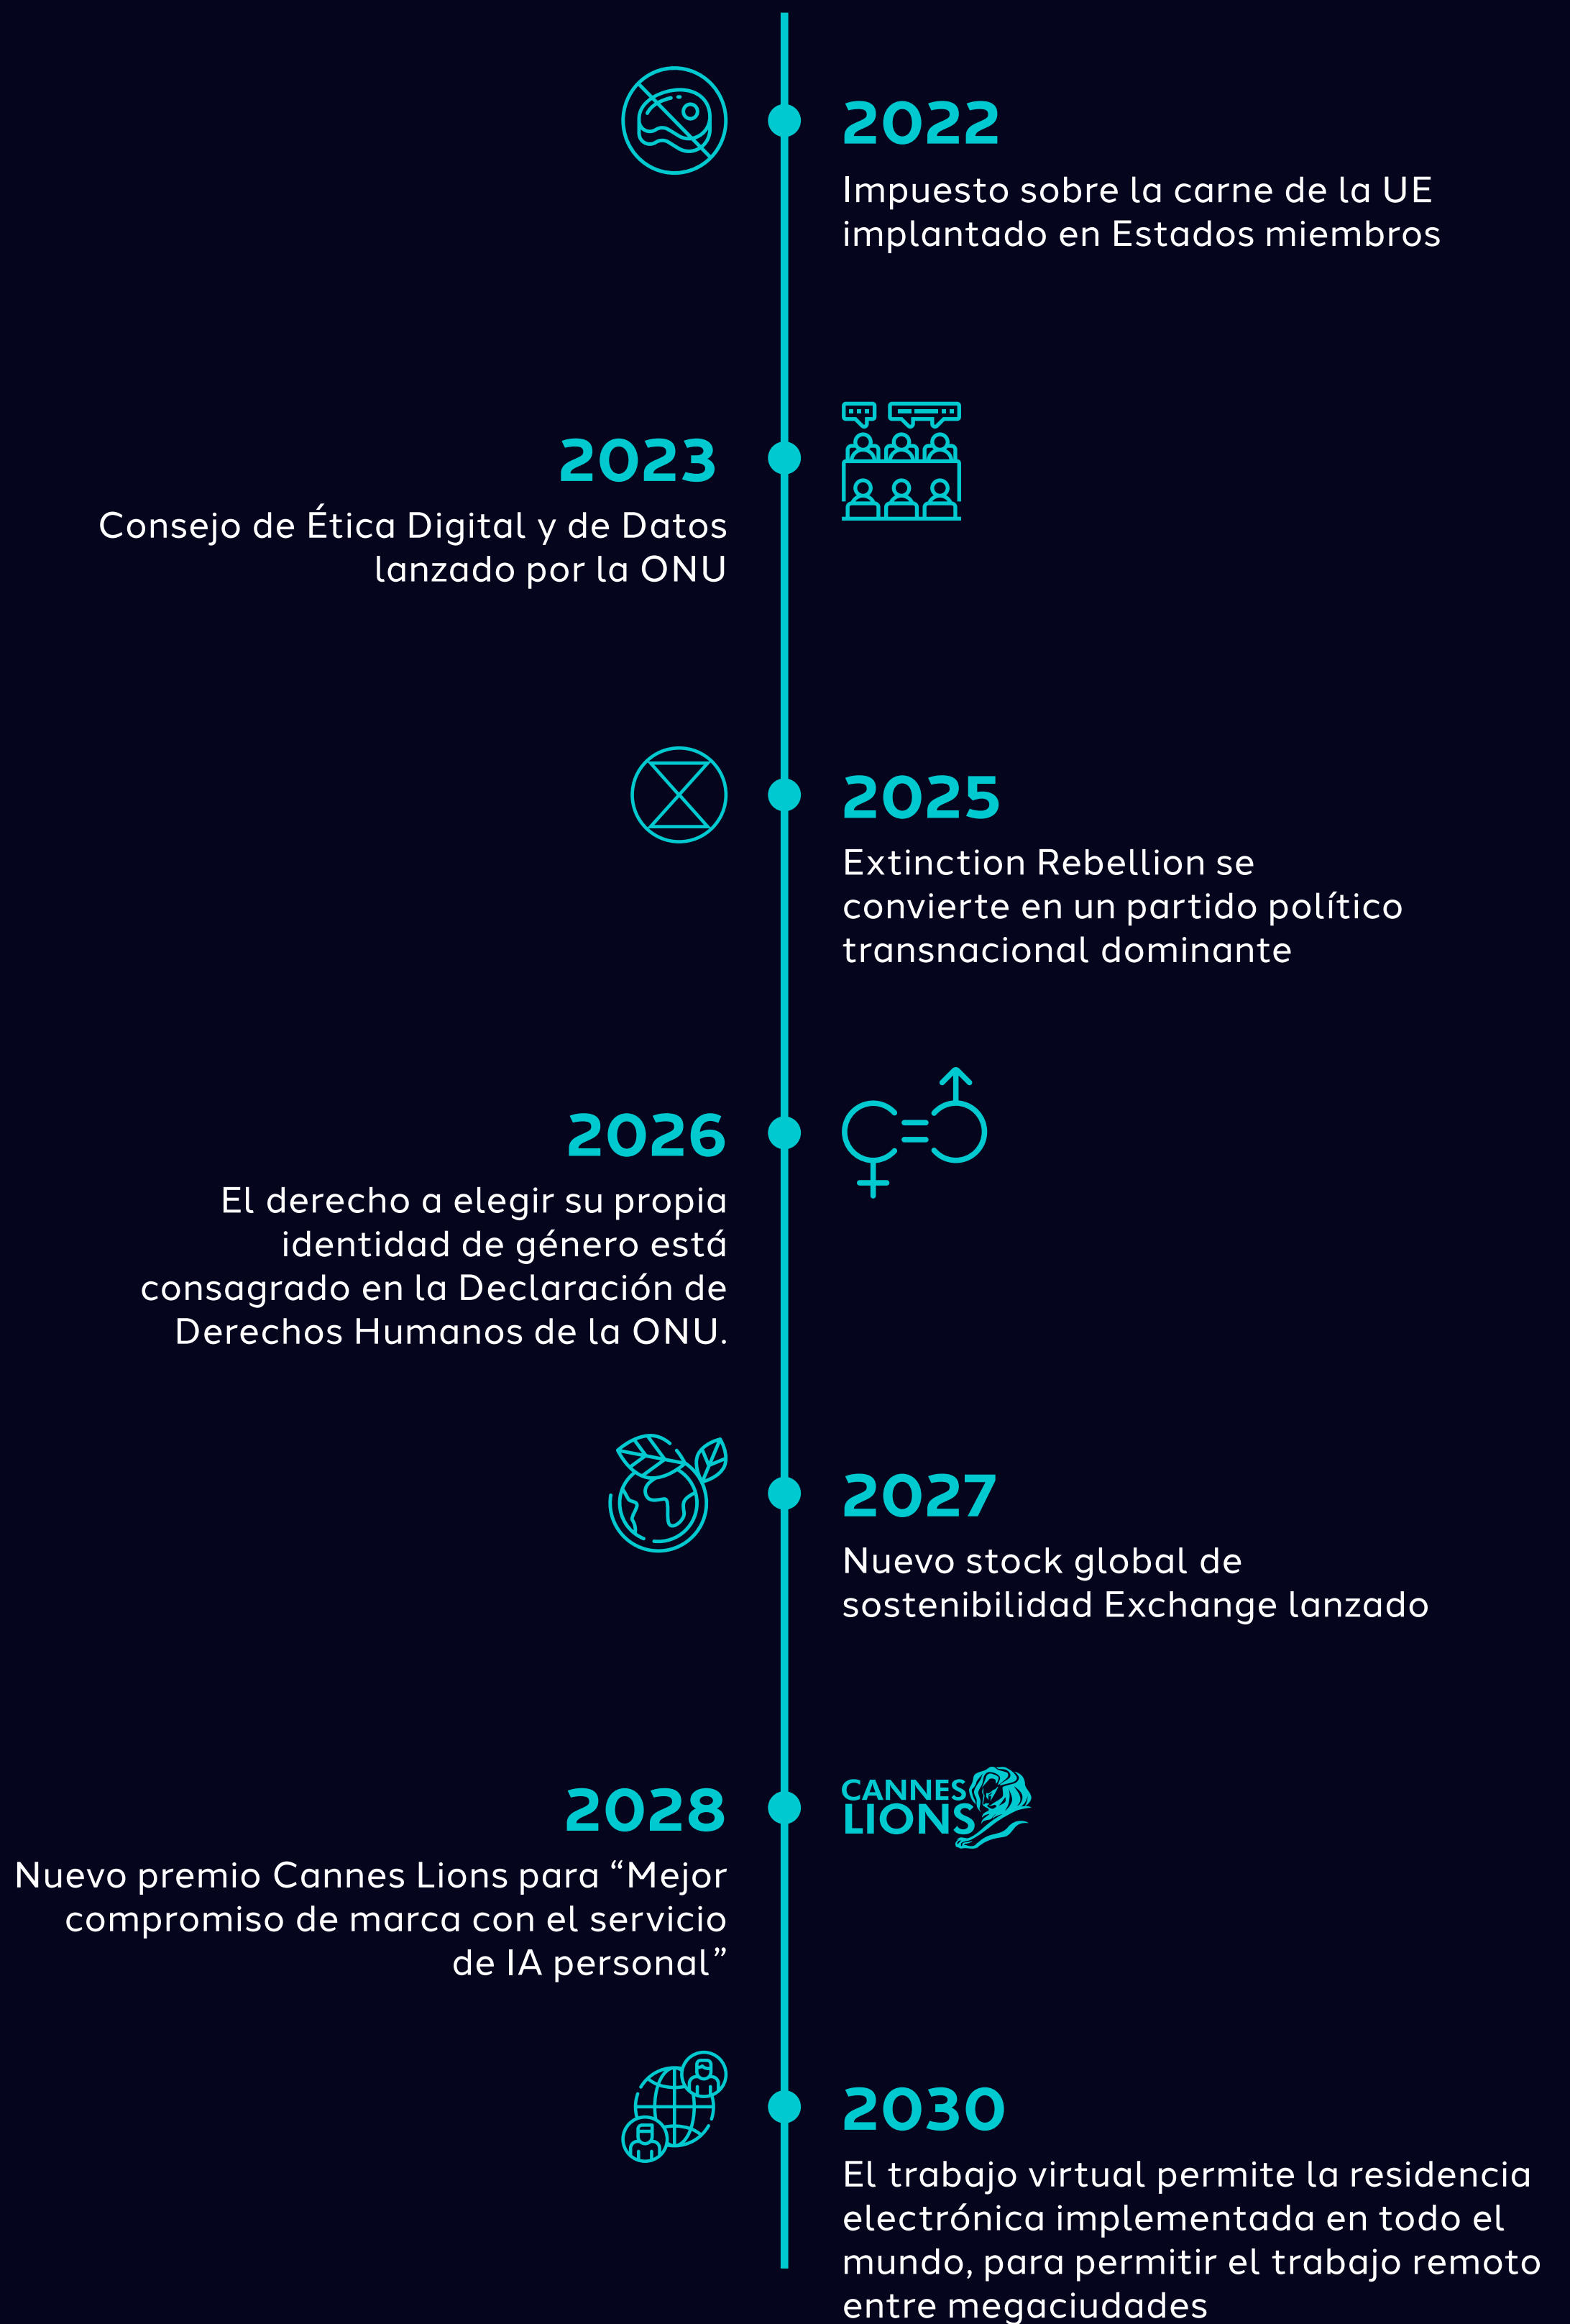 2022
Impuesto sobre la carne de la UE
implantado en Estados miembros
2023
Consejo de Ética Digital y de Datos
lanzado por la ONU
2025
Extinction Rebellion se
convierte en un partido político
transnacional dominante
2026
El derecho a elegir su propia
identidad de género está
consagrado en la Declaración de
Derechos Humanos de la ONU.
2027
Nuevo stock global de
sostenibilidad Exchange lanzado
CANNES
LIONS
2028
Nuevo premio Cannes Lions para “Mejor
compromiso de marca con el servicio
de IA personal”
2030
El trabajo virtual permite la residencia
electrónica implementada en todo el
mundo, para permitir el trabajo remoto
entre megaciudades